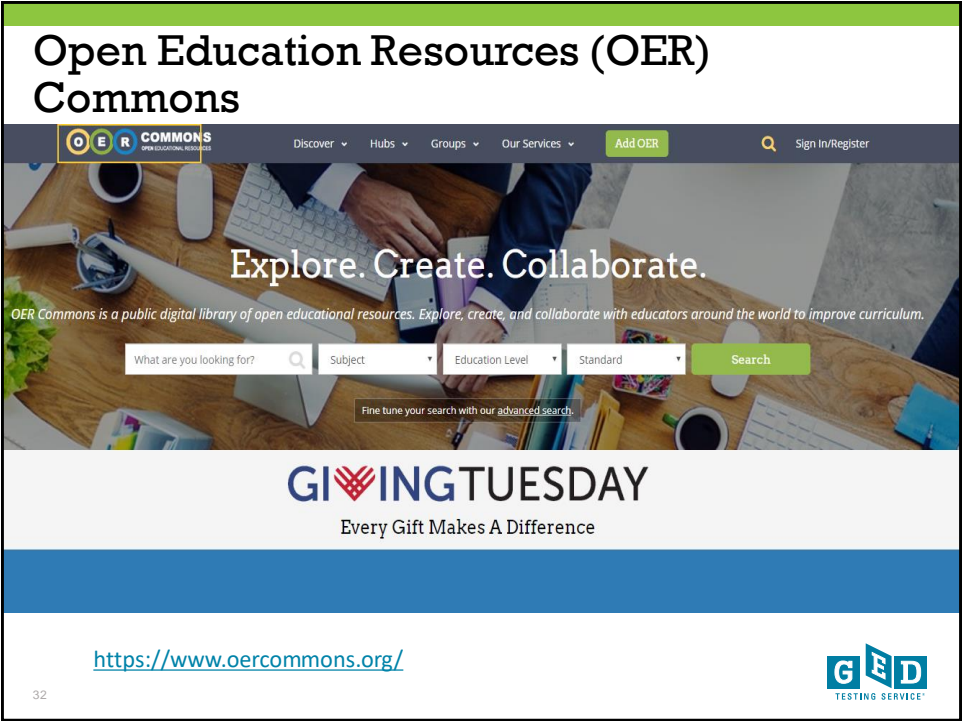 Open Education Resources (OER)
Commons
O E R COMMONS
OPEN EDUCATIONAL RESOURCES
Discover Hubs Groups Our Services Add OER Sign In/Register
Explore. Create. Collaborate.
OER Commons is a public digital library of open educational resources. Explore, create, and collaborate with educators around the world to improve curriculum.
What are you looking for? Subject Education Level Standard Search
Fine tune your search with our advanced search.
GIVINGTUESDAY
Every Gift Makes A Difference
https://www.oercommons.org/
32
GED
TESTING SERVICE®